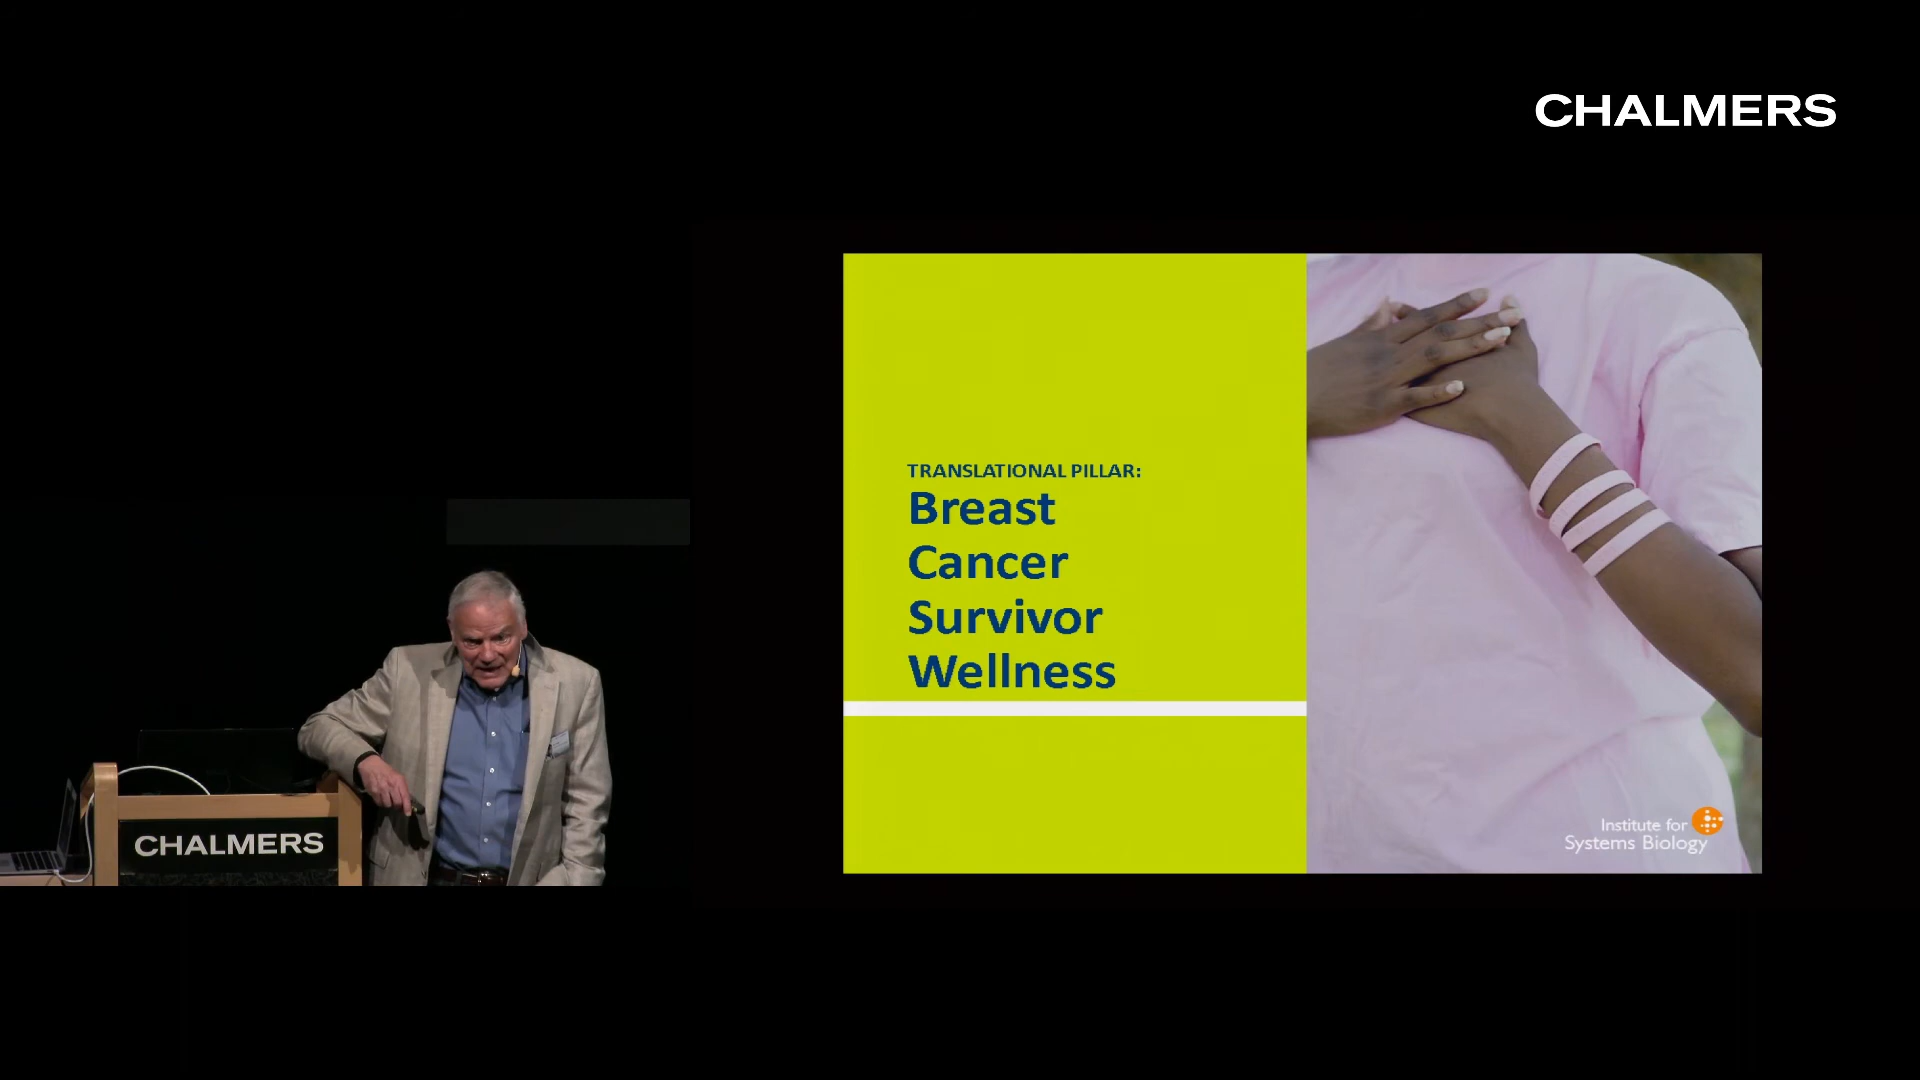 CHALMERS
TRANSLATIONAL PILLAR:
Breast
Cancer
Survivor
Wellness
Institute for
Systems Biology
CHALMERS